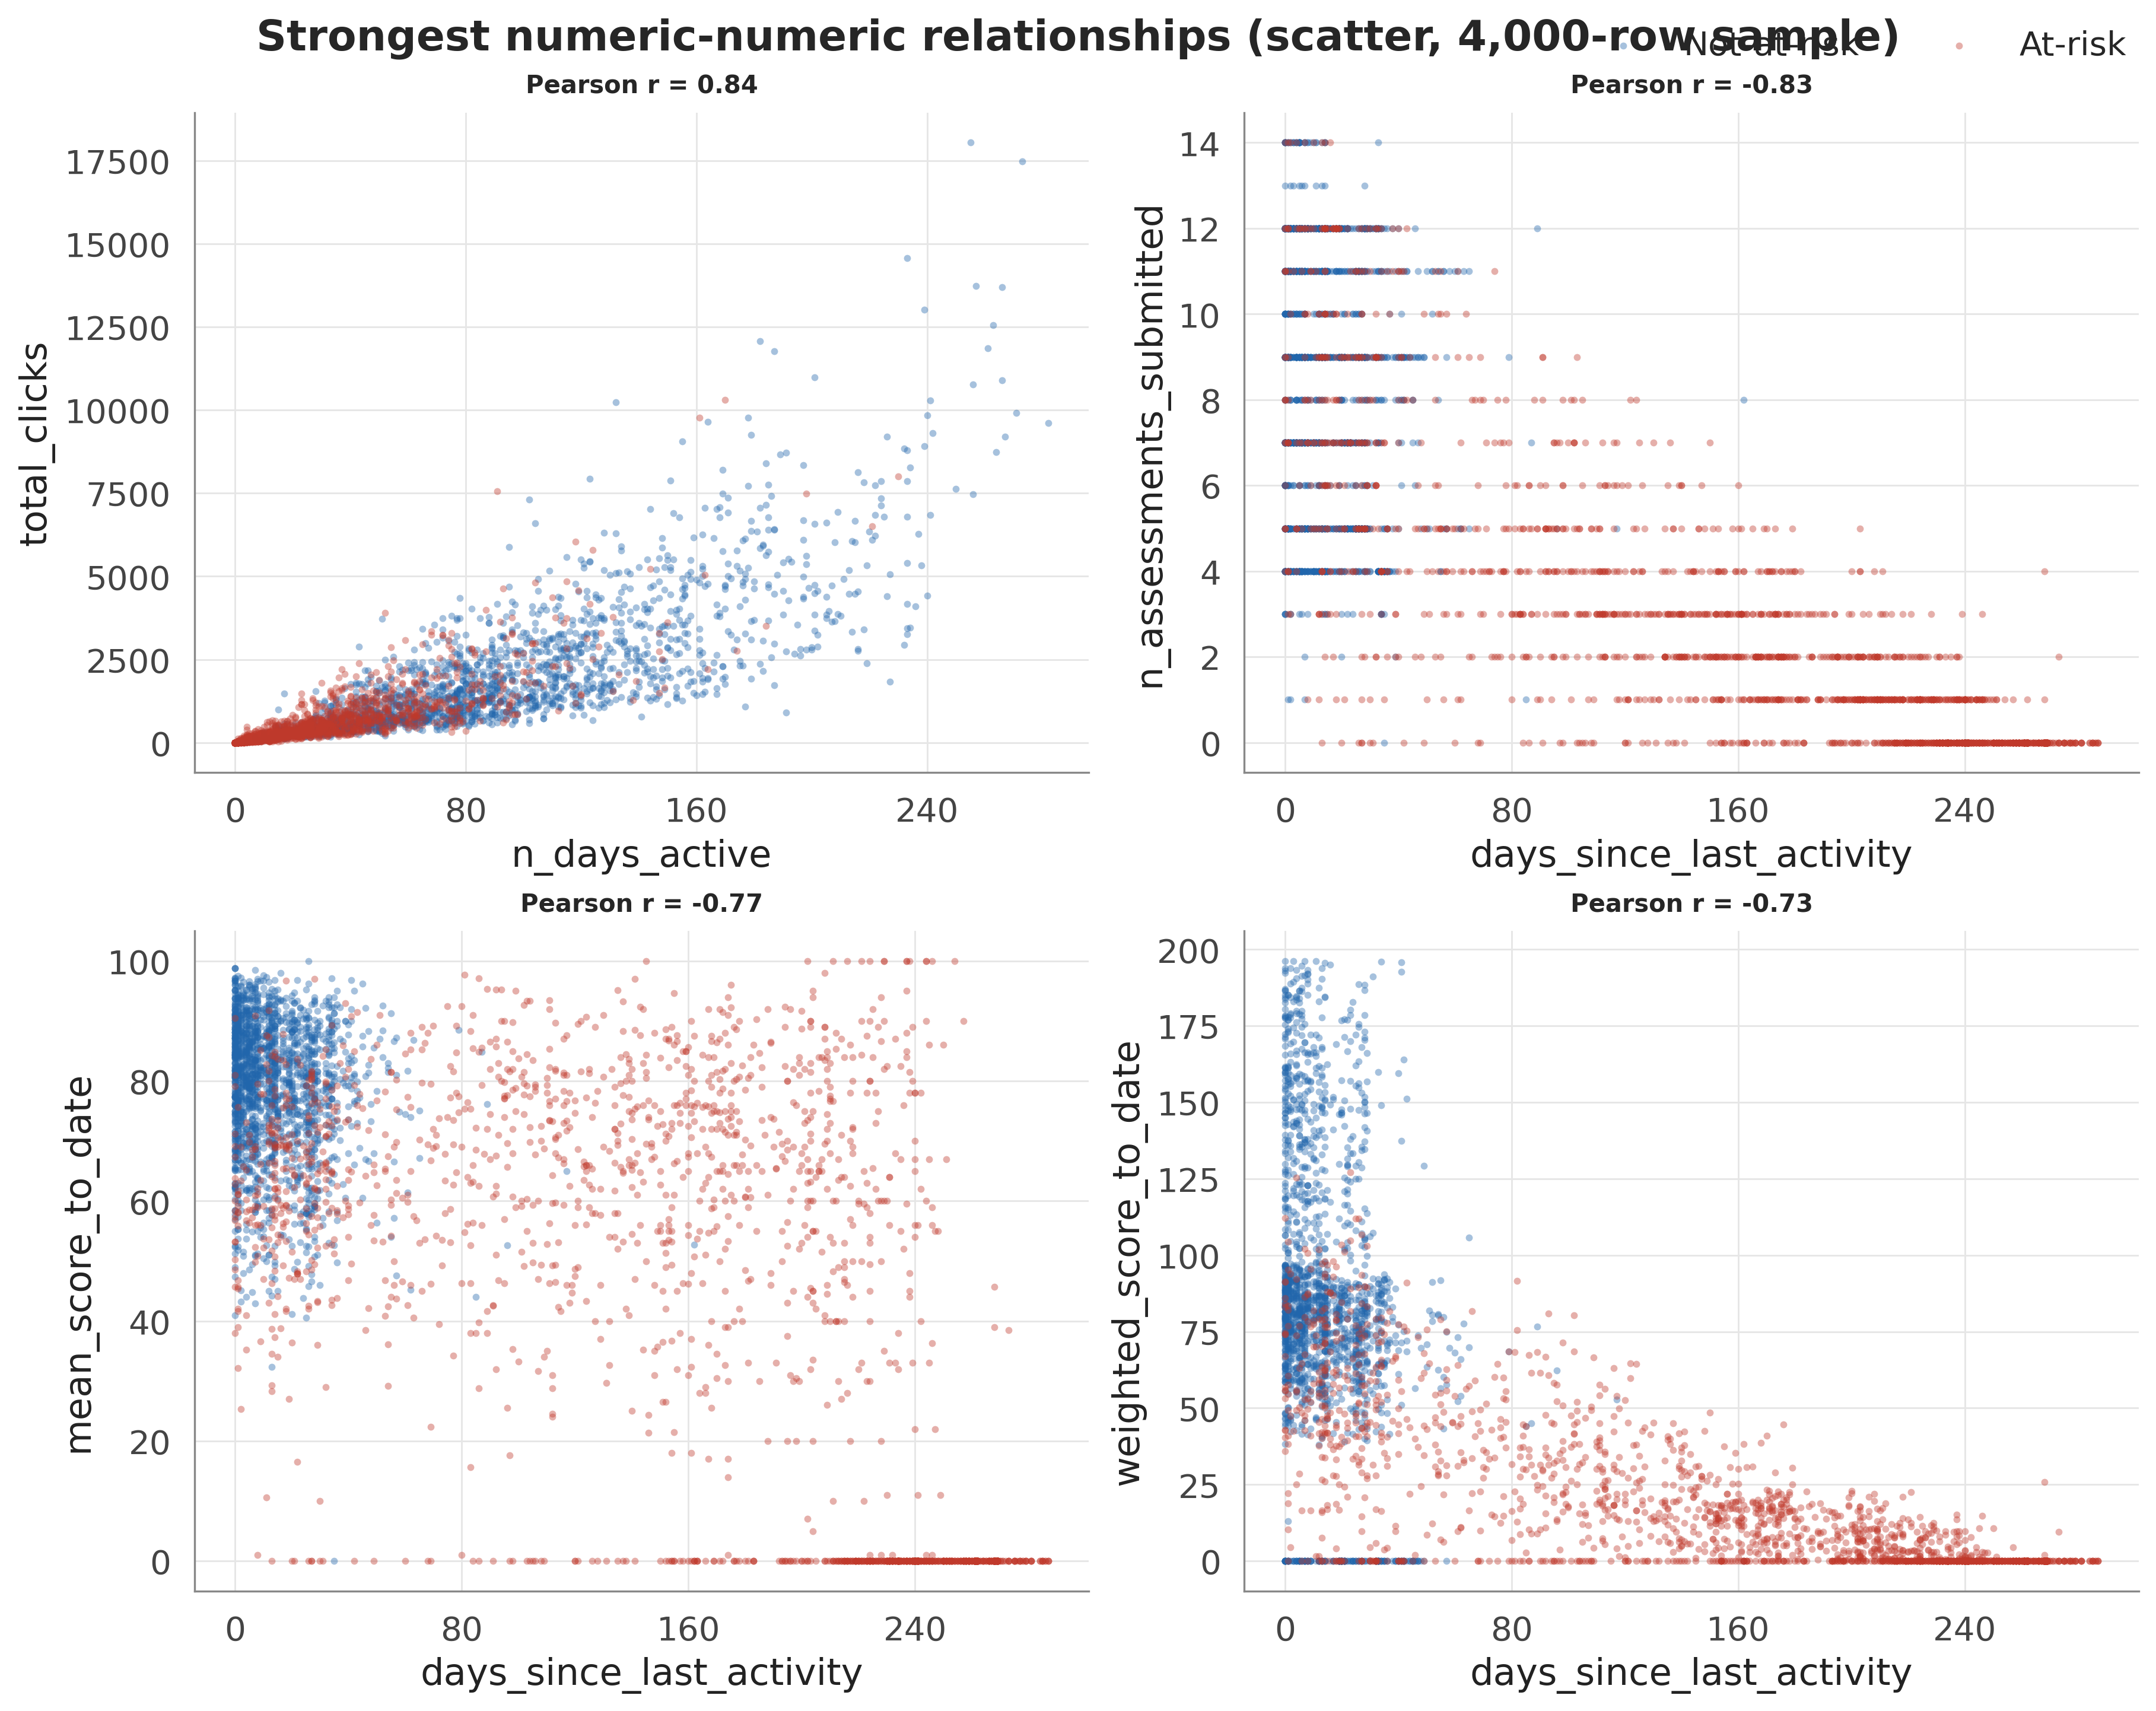 Strongest numeric-numeric relationships (scatter, 4,000-row sample)
Not at-risk
At-risk
Pearson r = 0.84
17500
15000
12500
10000
7500
5000
2500
0
total_clicks
0 80 160 240
n_days_active
Pearson r = -0.83
14
12
10
8
6
4
2
0
n_assessments_submitted
0 80 160 240
days_since_last_activity
Pearson r = -0.77
100
80
60
40
20
0
mean_score_to_date
0 80 160 240
days_since_last_activity
Pearson r = -0.73
200
175
150
125
100
75
50
25
0
weighted_score_to_date
0 80 160 240
days_since_last_activity